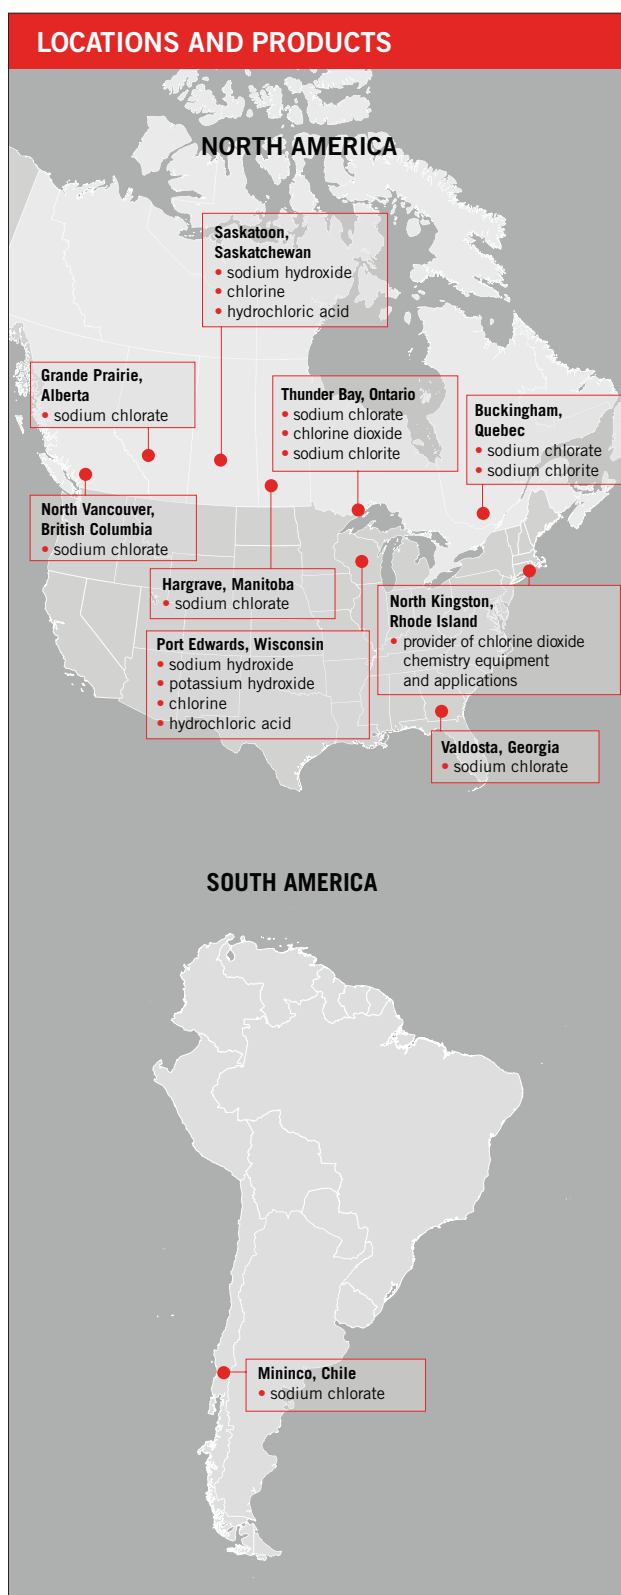 LOCATIONS AND PRODUCTS
NORTH AMERICA
Saskatoon,
Saskatchewan
• sodium hydroxide
• chlorine
• hydrochloric acid
Grande Prairie,
Alberta
• sodium chlorate
Thunder Bay, Ontario
• sodium chlorate
• chlorine dioxide
• sodium chlorite
Buckingham,
Quebec
• sodium chlorate
• sodium chlorite
North Vancouver,
British Columbia
• sodium chlorate
Hargrave, Manitoba
• sodium chlorate
North Kingston,
Rhode Island
• provider of chlorine dioxide
chemistry equipment
and applications
Port Edwards, Wisconsin
• sodium hydroxide
• potassium hydroxide
• chlorine
• hydrochloric acid
Valdosta, Georgia
• sodium chlorate
SOUTH AMERICA
Mininco, Chile
• sodium chlorate